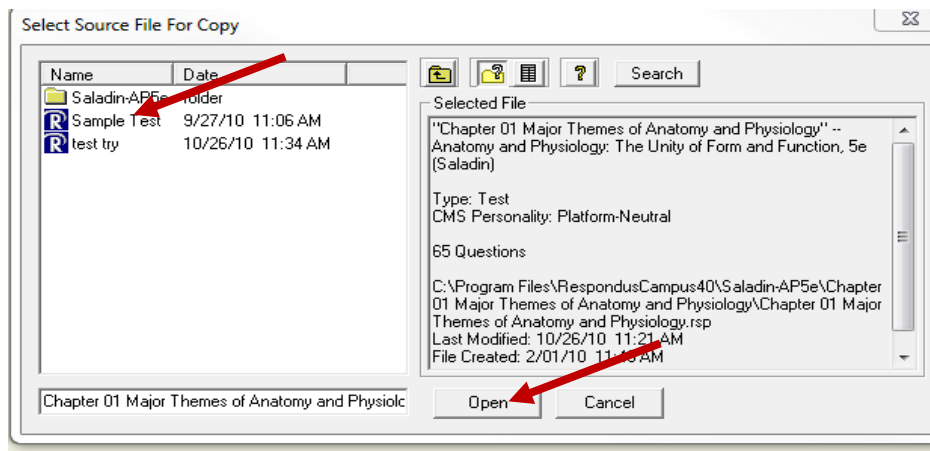 Select Source File For Copy
Name Date
Search
Saladin-AP5e folder
Sample Test 9/27/10 11:06 AM
test try 10/26/10 11:34 AM
Selected File
"Chapter 01 Major Themes of Anatomy and Physiology" --
Anatomy and Physiology: The Unity of Form and Function, 5e
(Saladin)
Type: Test
CMS Personality: Platform-Neutral
65 Questions
C:\Program Files\RespondusCampus40\Saladin-AP5e\Chapter
01 Major Themes of Anatomy and Physiology\Chapter 01 Major
Themes of Anatomy and Physiology.rsp
Last Modified: 10/26/10 11:21 AM
File Created: 2/01/10 AM
Chapter 01 Major Themes of Anatomy and Physiolc
Open Cancel